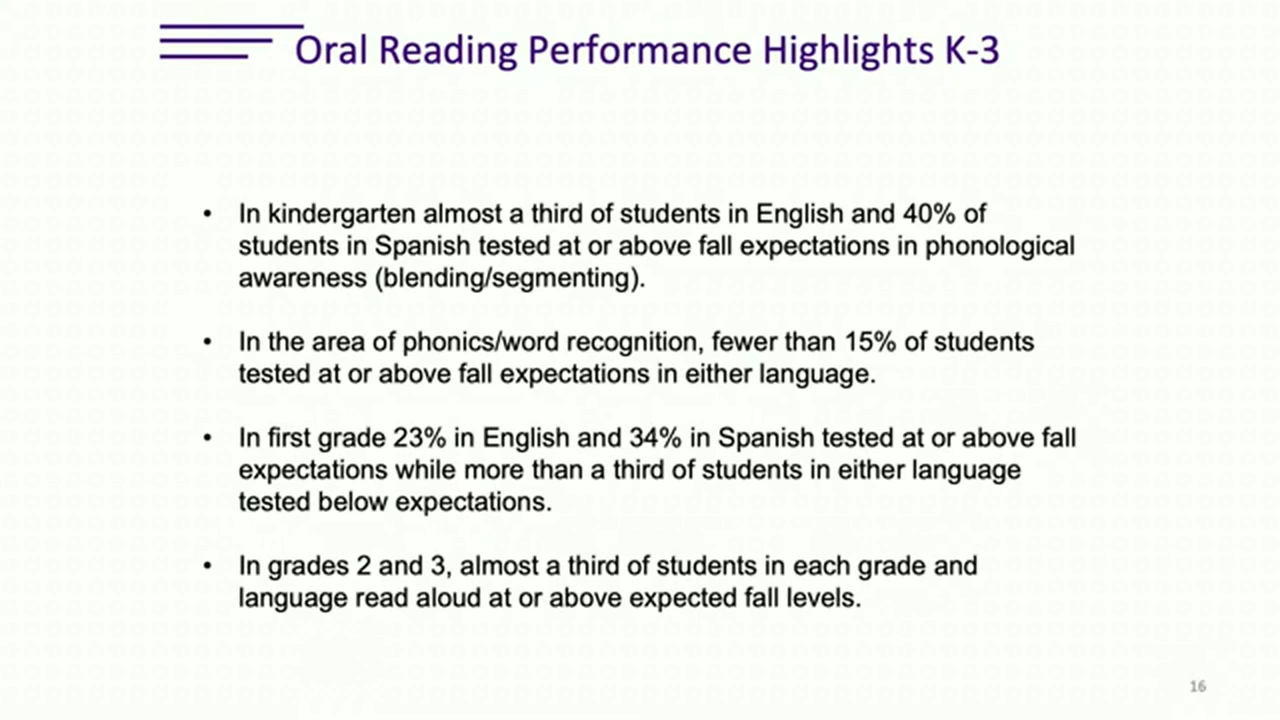 Oral Reading Performance Highlights K-3
• In kindergarten almost a third of students in English and 40% of
students in Spanish tested at or above fall expectations in phonological
awareness (blending/segmenting).
• In the area of phonics/word recognition, fewer than 15% of students
tested at or above fall expectations in either language.
• In first grade 23% in English and 34% in Spanish tested at or above fall
expectations while more than a third of students in either language
tested below expectations.
• In grades 2 and 3, almost a third of students in each grade and
language read aloud at or above expected fall levels.
16